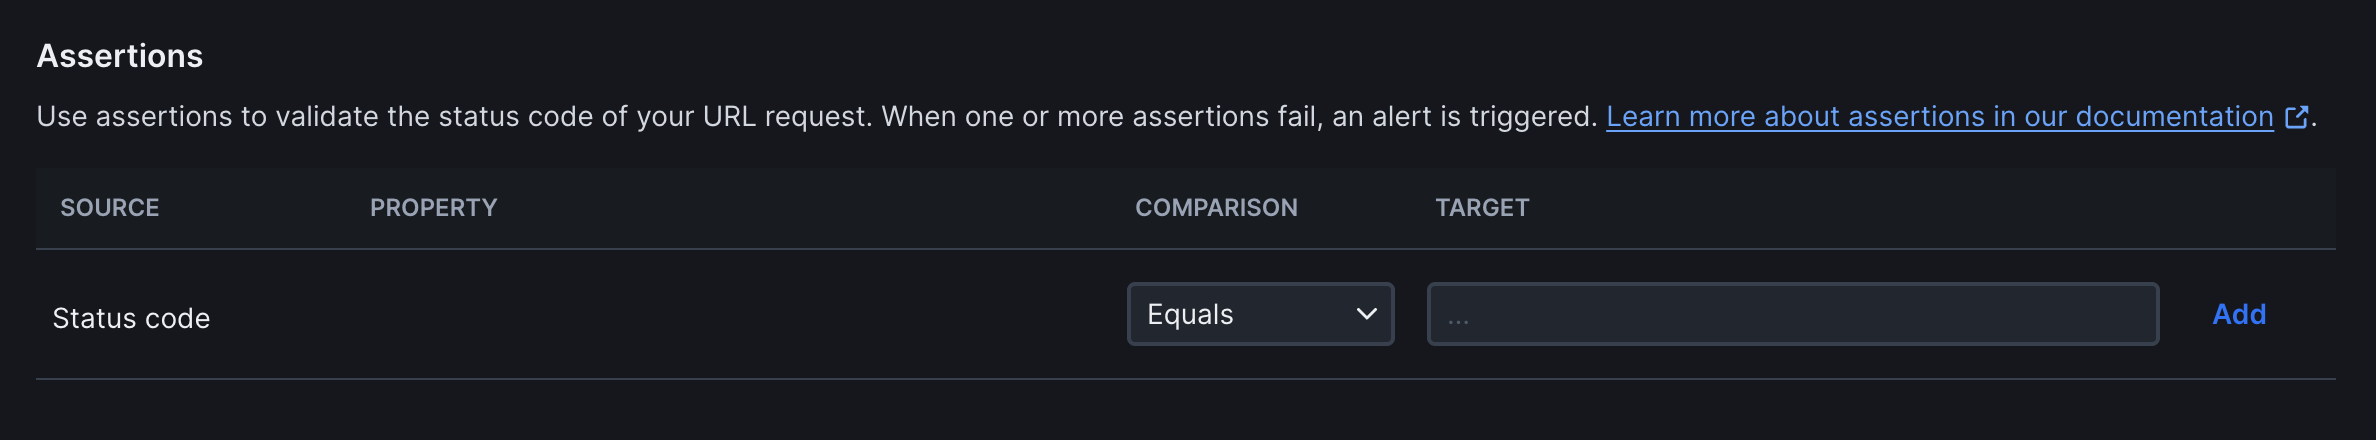 Assertions
Use assertions to validate the status code of your URL request. When one or more assertions fail, an alert is triggered. Learn more about assertions in our documentation.
SOURCE PROPERTY COMPARISON TARGET
Status code Equals ... Add